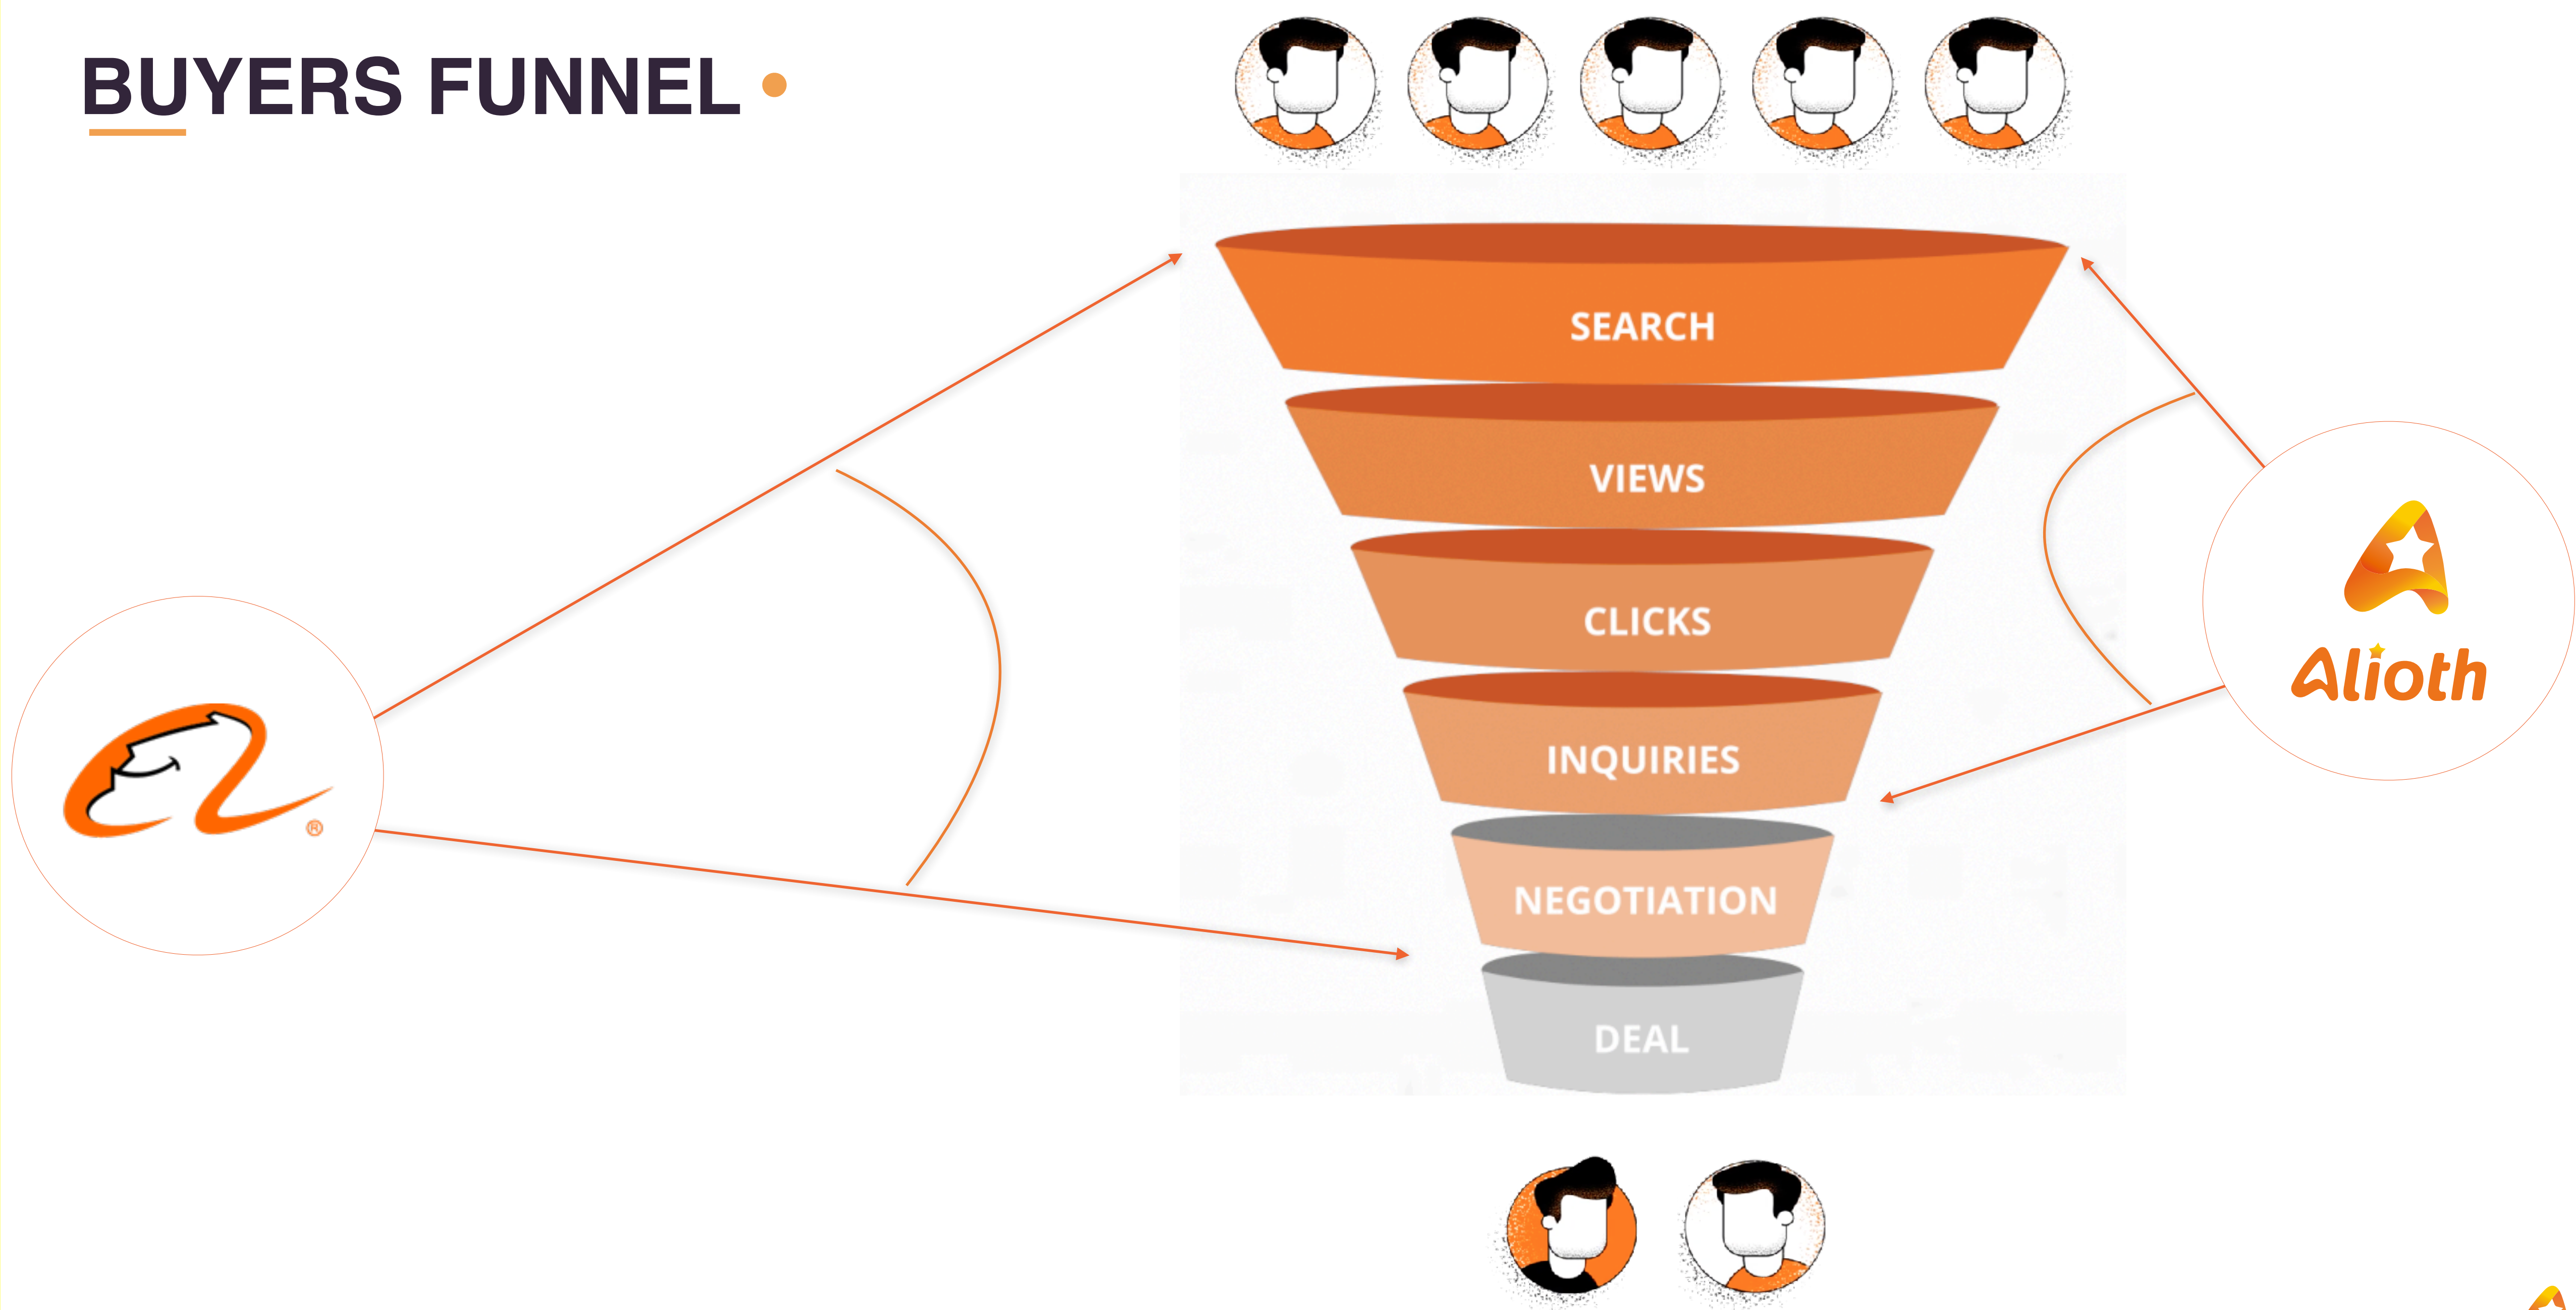 BUYERS FUNNEL
SEARCH
VIEWS
CLICKS
INQUIRIES
NEGOTIATION
DEAL
®
Alioth